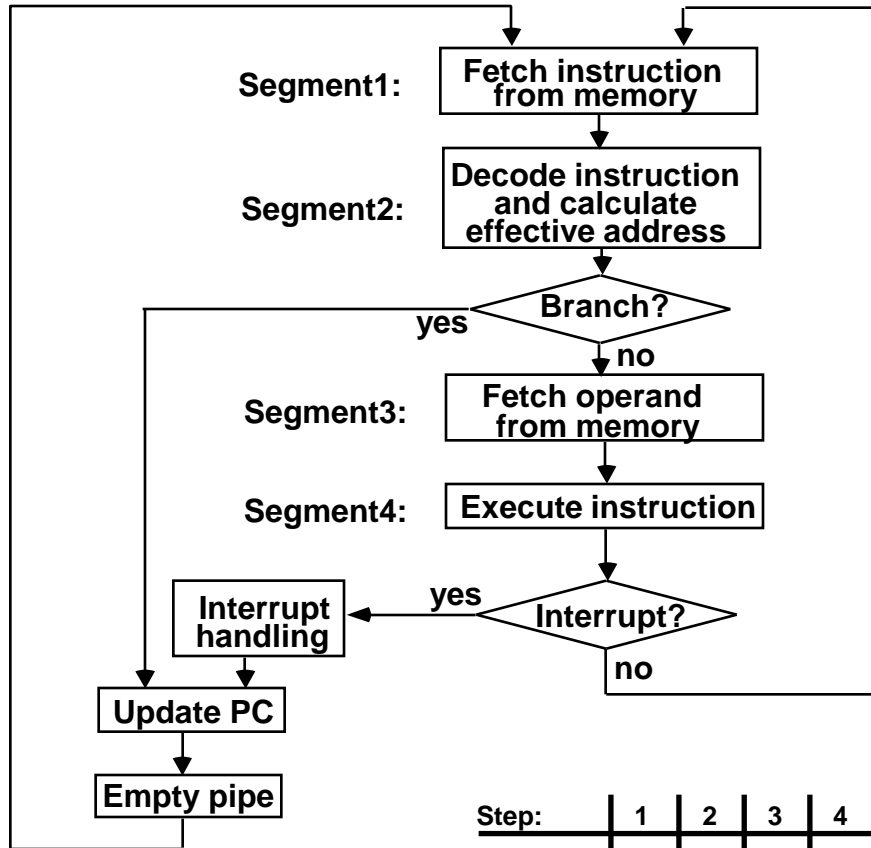 Segment1:
Fetch instruction
from memory
Segment2:
Decode instruction
and calculate
effective address
Branch?
yes
no
Segment3:
Fetch operand
from memory
Segment4:
Execute instruction
Interrupt
handling
yes
Interrupt?
no
Update PC
Empty pipe
Step: 1 2 3 4